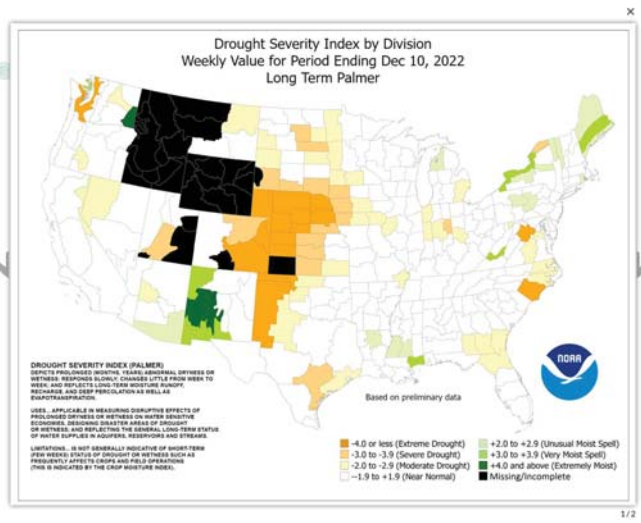 ×
Drought Severity Index by Division
Weekly Value for Period Ending Dec 10, 2022
Long Term Palmer
DROUGHT SEVERITY INDEX (PALMER)
DEPICTS PROLONGED (MONTHS, YEARS) ABNORMAL DRYNESS OR
WETNESS; RESPONDS SLOWLY; CHANGES LITTLE FROM WEEK TO
WEEK; AND REFLECTS LONG-TERM MOISTURE RUNOFF,
RECHARGE, AND DEEP PERCOLATION AS WELL AS
EVAPOTRANSPIRATION.
USES... APPLICABLE IN MEASURING DISRUPTIVE EFFECTS OF
PROLONGED DRYNESS OR WETNESS ON WATER SENSITIVE
ECONOMIES, DESIGNING DISASTER AREAS OF DROUGHT
OR WETNESS; AND REFLECTING THE GENERAL LONG-TERM STATUS
OF WATER SUPPLIES IN AQUIFERS, RESERVOIRS AND STREAMS.
LIMITATIONS... IS NOT GENERALLY INDICATIVE OF SHORT-TERM
(FEW WEEKS) STATUS OF DROUGHT OR WETNESS SUCH AS
FREQUENTLY AFFECTS CROPS AND FIELD OPERATIONS
(THIS IS INDICATED BY THE CROP MOISTURE INDEX).
Based on preliminary data
NOAA
-4.0 or less (Extreme Drought)
-3.0 to -3.9 (Severe Drought)
-2.0 to -2.9 (Moderate Drought)
-1.9 to +1.9 (Near Normal)
+2.0 to +2.9 (Unusual Moist Spell)
+3.0 to +3.9 (Very Moist Spell)
+4.0 and above (Extremely Moist)
Missing/Incomplete
1/2